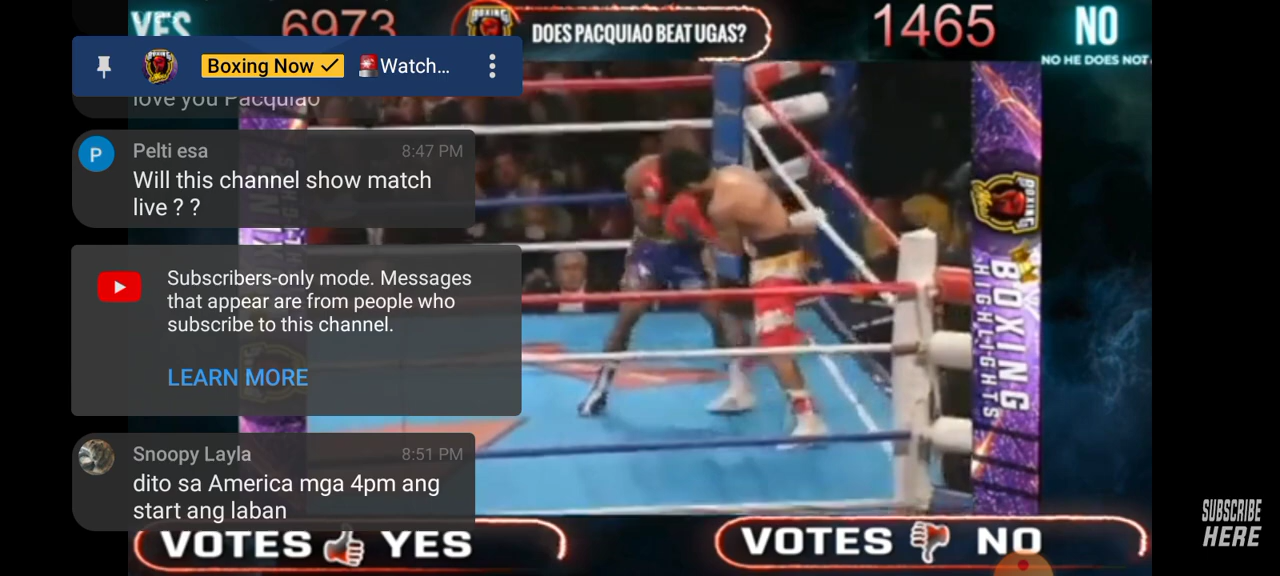 YES
6973
DOES PACQUIAO BEAT UGAS?
1465
NO
NO HE DOES NOT
Boxing Now ✓ 🚨Watch...
love you Pacquiao
P
Pelti esa 8:47 PM
Will this channel show match
live ? ?
Subscribers-only mode. Messages
that appear are from people who
subscribe to this channel.
LEARN MORE
Snoopy Layla 8:51 PM
dito sa America mga 4pm ang
start ang laban
BOXING
BOXING
HIGHLIGHTS
VOTES YES
VOTES NO
SUBSCRIBE
HERE